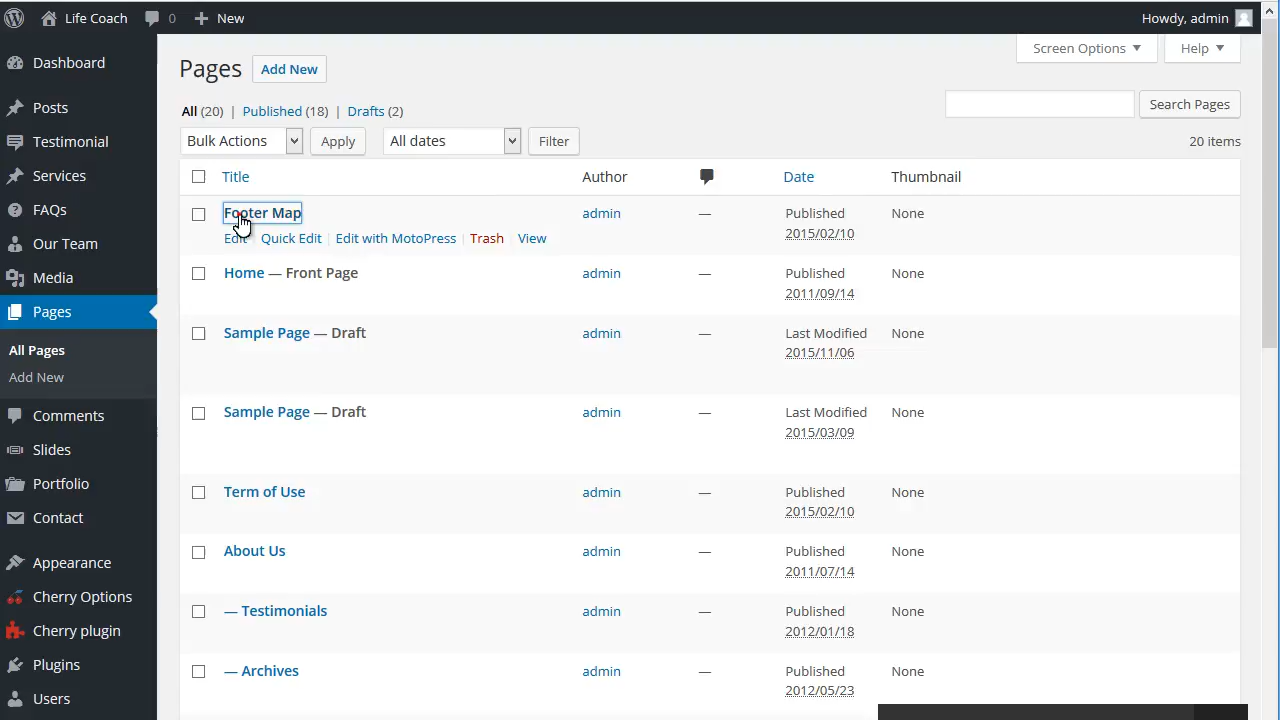 Life Coach 0 New Howdy, admin
Screen Options Help
Pages Add New
All (20) | Published (18) | Drafts (2)
Search Pages
Bulk Actions Apply All dates Filter 20 items
Title Author Date Thumbnail
Footer Map admin — Published 2015/02/10 None
Edit | Quick Edit | Edit with MotoPress | Trash | View
Home — Front Page admin — Published 2011/09/14 None
Sample Page — Draft admin — Last Modified 2015/11/06 None
Sample Page — Draft admin — Last Modified 2015/03/09 None
Term of Use admin — Published 2015/02/10 None
About Us admin — Published 2011/07/14 None
— Testimonials admin — Published 2012/01/18 None
— Archives admin — Published 2012/05/23 None
Dashboard
Posts
Testimonial
Services
FAQs
Our Team
Media
Pages
All Pages
Add New
Comments
Slides
Portfolio
Contact
Appearance
Cherry Options
Cherry plugin
Plugins
Users